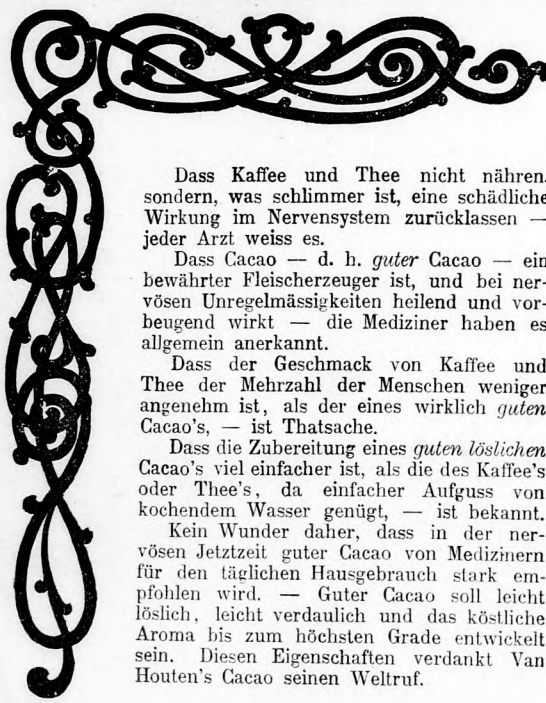 Dass Kaffee und Thee nicht nähren,
sondern, was schlimmer ist, eine schädliche
Wirkung im Nervensystem zurücklassen —
jeder Arzt weiss es.
Dass Cacao — d. h. guter Cacao — ein
bewährter Fleischerzeuger ist, und bei ner-
vösen Unregelmässigkeiten heilend und vor-
beugend wirkt — die Mediziner haben es
allgemein anerkannt.
Dass der Geschmack von Kaffee und
Thee der Mehrzahl der Menschen weniger
angenehm ist, als der eines wirklich guten
Cacao's, — ist Thatsache.
Dass die Zubereitung eines guten löslichen
Cacao's viel einfacher ist, als die des Kaffee's
oder Thee's, da einfacher Aufguss von
kochendem Wasser genügt, — ist bekannt.
Kein Wunder daher, dass in der ner-
vösen Jetztzeit guter Cacao von Medizinern
für den täglichen Hausgebrauch stark em-
pfohlen wird. — Guter Cacao soll leicht
löslich, leicht verdaulich und das köstliche
Aroma bis zum höchsten Grade entwickelt
sein. Diesen Eigenschaften verdankt Van
Houten's Cacao seinen Weltruf.